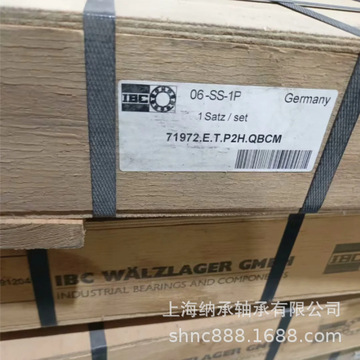 IBC
06-SS-1P
Germany
1 Satz / set
71972.E.T.P2H.QBCM
IBC WÄLZLAGER GMBH
INDUSTRIAL BEARINGS AND COMPONENTS
IBC
上海纳承轴承有限公司
shnc888.1688.com